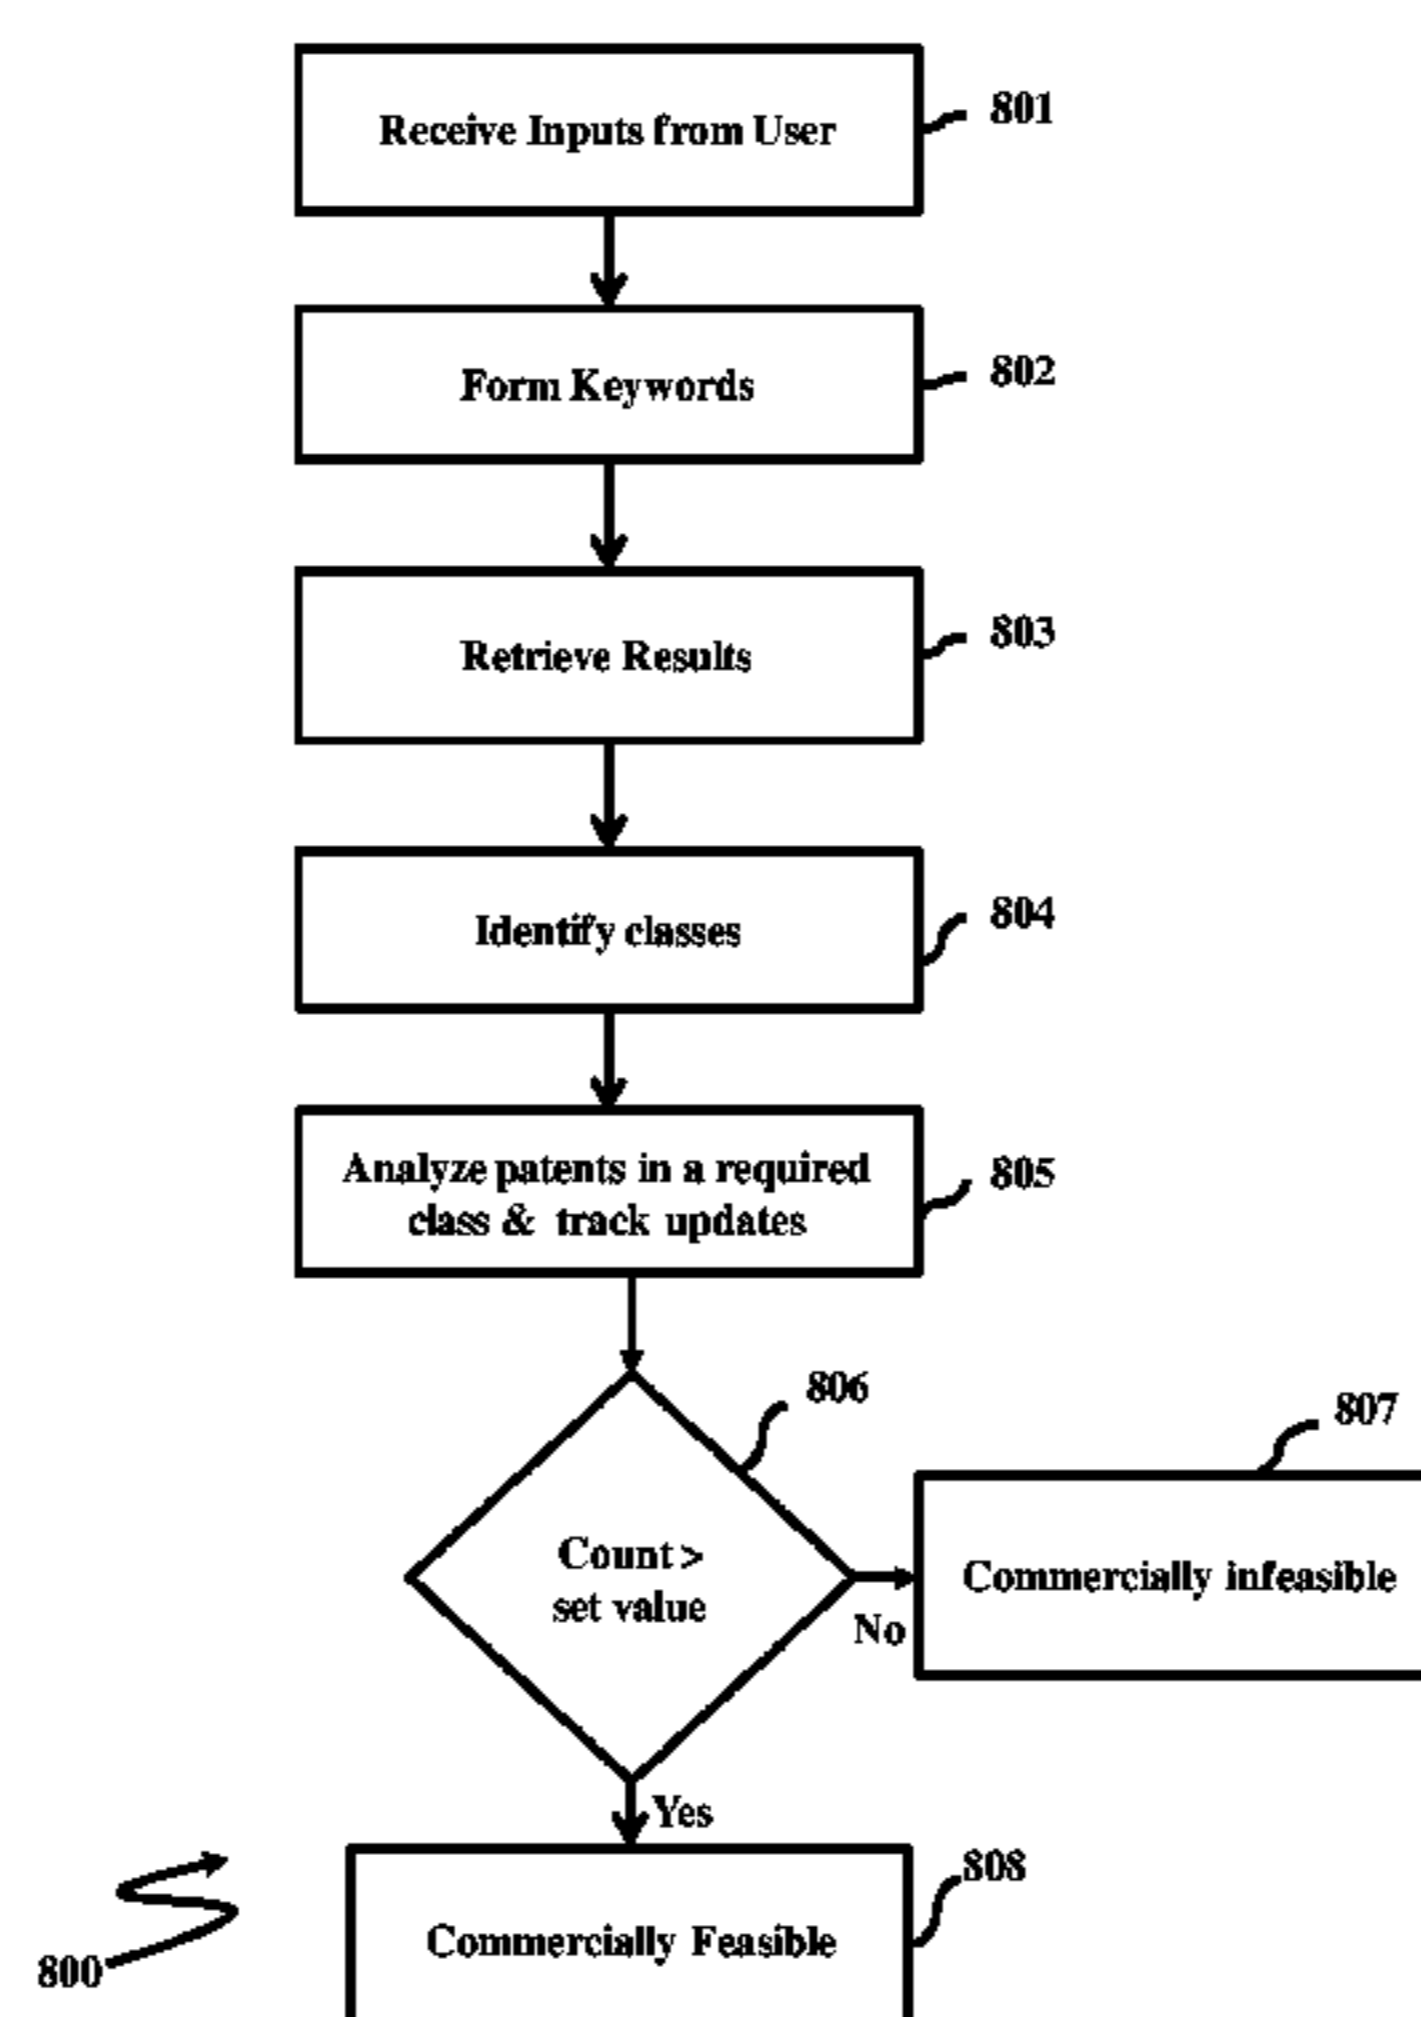 Receive Inputs from User
801
Form Keywords
802
Retrieve Results
803
Identify classes
804
Analyze patents in a required
class & track updates
805
806
Count >
set value
No
807
Commercially infeasible
Yes
808
Commercially Feasible
800